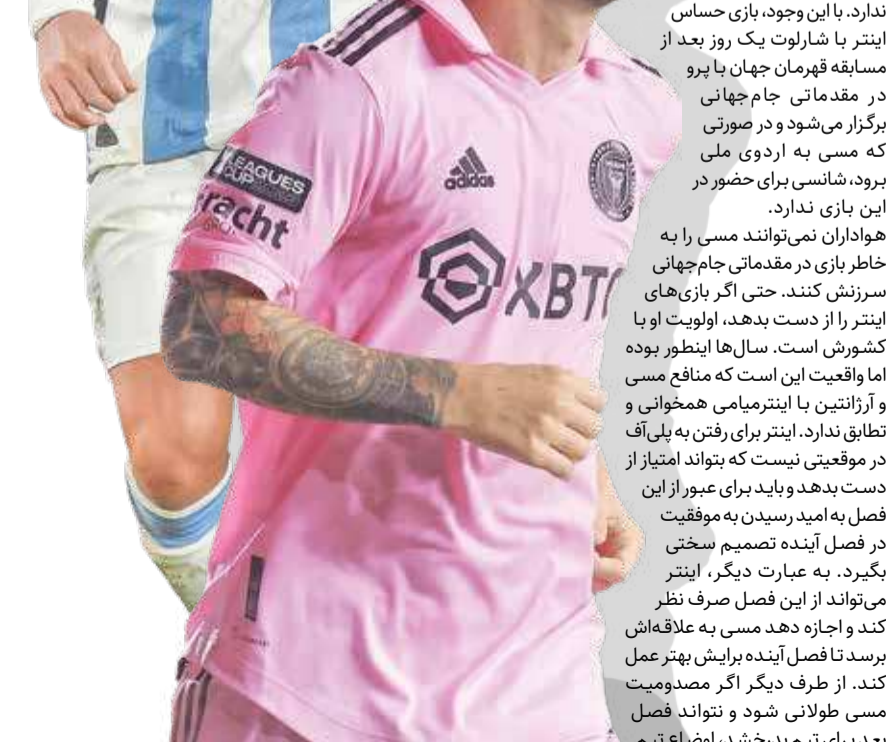 ندارد. با این وجود، بازی حساس
اینتر با شارلوت یک روز بعد از
مسابقه قهرمان جهان با پرو
در مقدماتی جام‌جهانی
برگزار می‌شود و در صورتی
که مسی به اردوی ملی
برود، شانسی برای حضور در
این بازی ندارد.
هواداران نمی‌توانند مسی را به
خاطر بازی در مقدماتی جام‌جهانی
سرزنش کنند. حتی اگر بازی‌های
اینتر را از دست بدهد، اولویت او با
کشورش است. سال‌ها اینطور بوده
اما واقعیت این است که منافع مسی
و آرژانتین با اینترمیامی همخوانی و
تطابق ندارد. اینتر برای رفتن به پلی‌آف
در موقعیتی نیست که بتواند امتیاز از
دست بدهد و باید برای عبور از این
فصل به امید رسیدن به موفقیت
در فصل آینده تصمیم سختی
بگیرد. به عبارت دیگر، اینتر
می‌تواند از این فصل صرف نظر
کند و اجازه دهد مسی به علاقه‌اش
برسد تا فصل آینده برایش بهتر عمل
کند. از طرف دیگر اگر مصدومیت
مسی طولانی شود و نتواند فصل
بعد برای تیم بدرخشد، اوضاع تیم
LEAGUES
CUP
racht
adidas
XBT